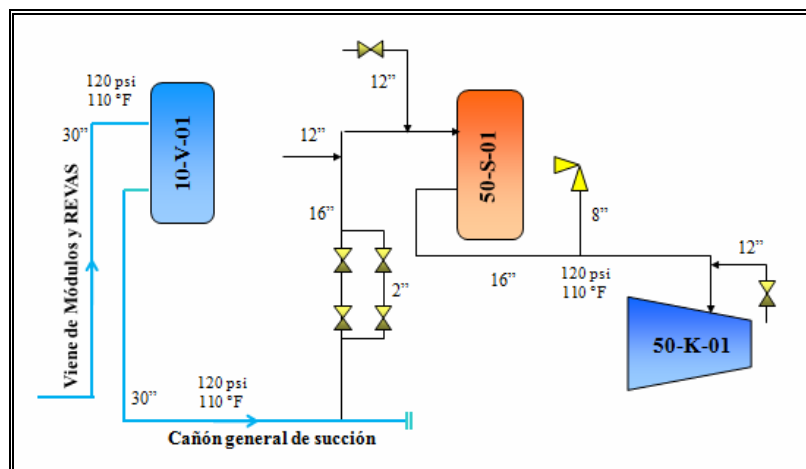 120 psi
110 °F
30”
10-V-01
Viene de Módulos y REVAS
30”
120 psi
110 °F
Cañón general de succión
12”
12”
16”
2”
50-S-01
8”
16”
120 psi
110 °F
12”
50-K-01